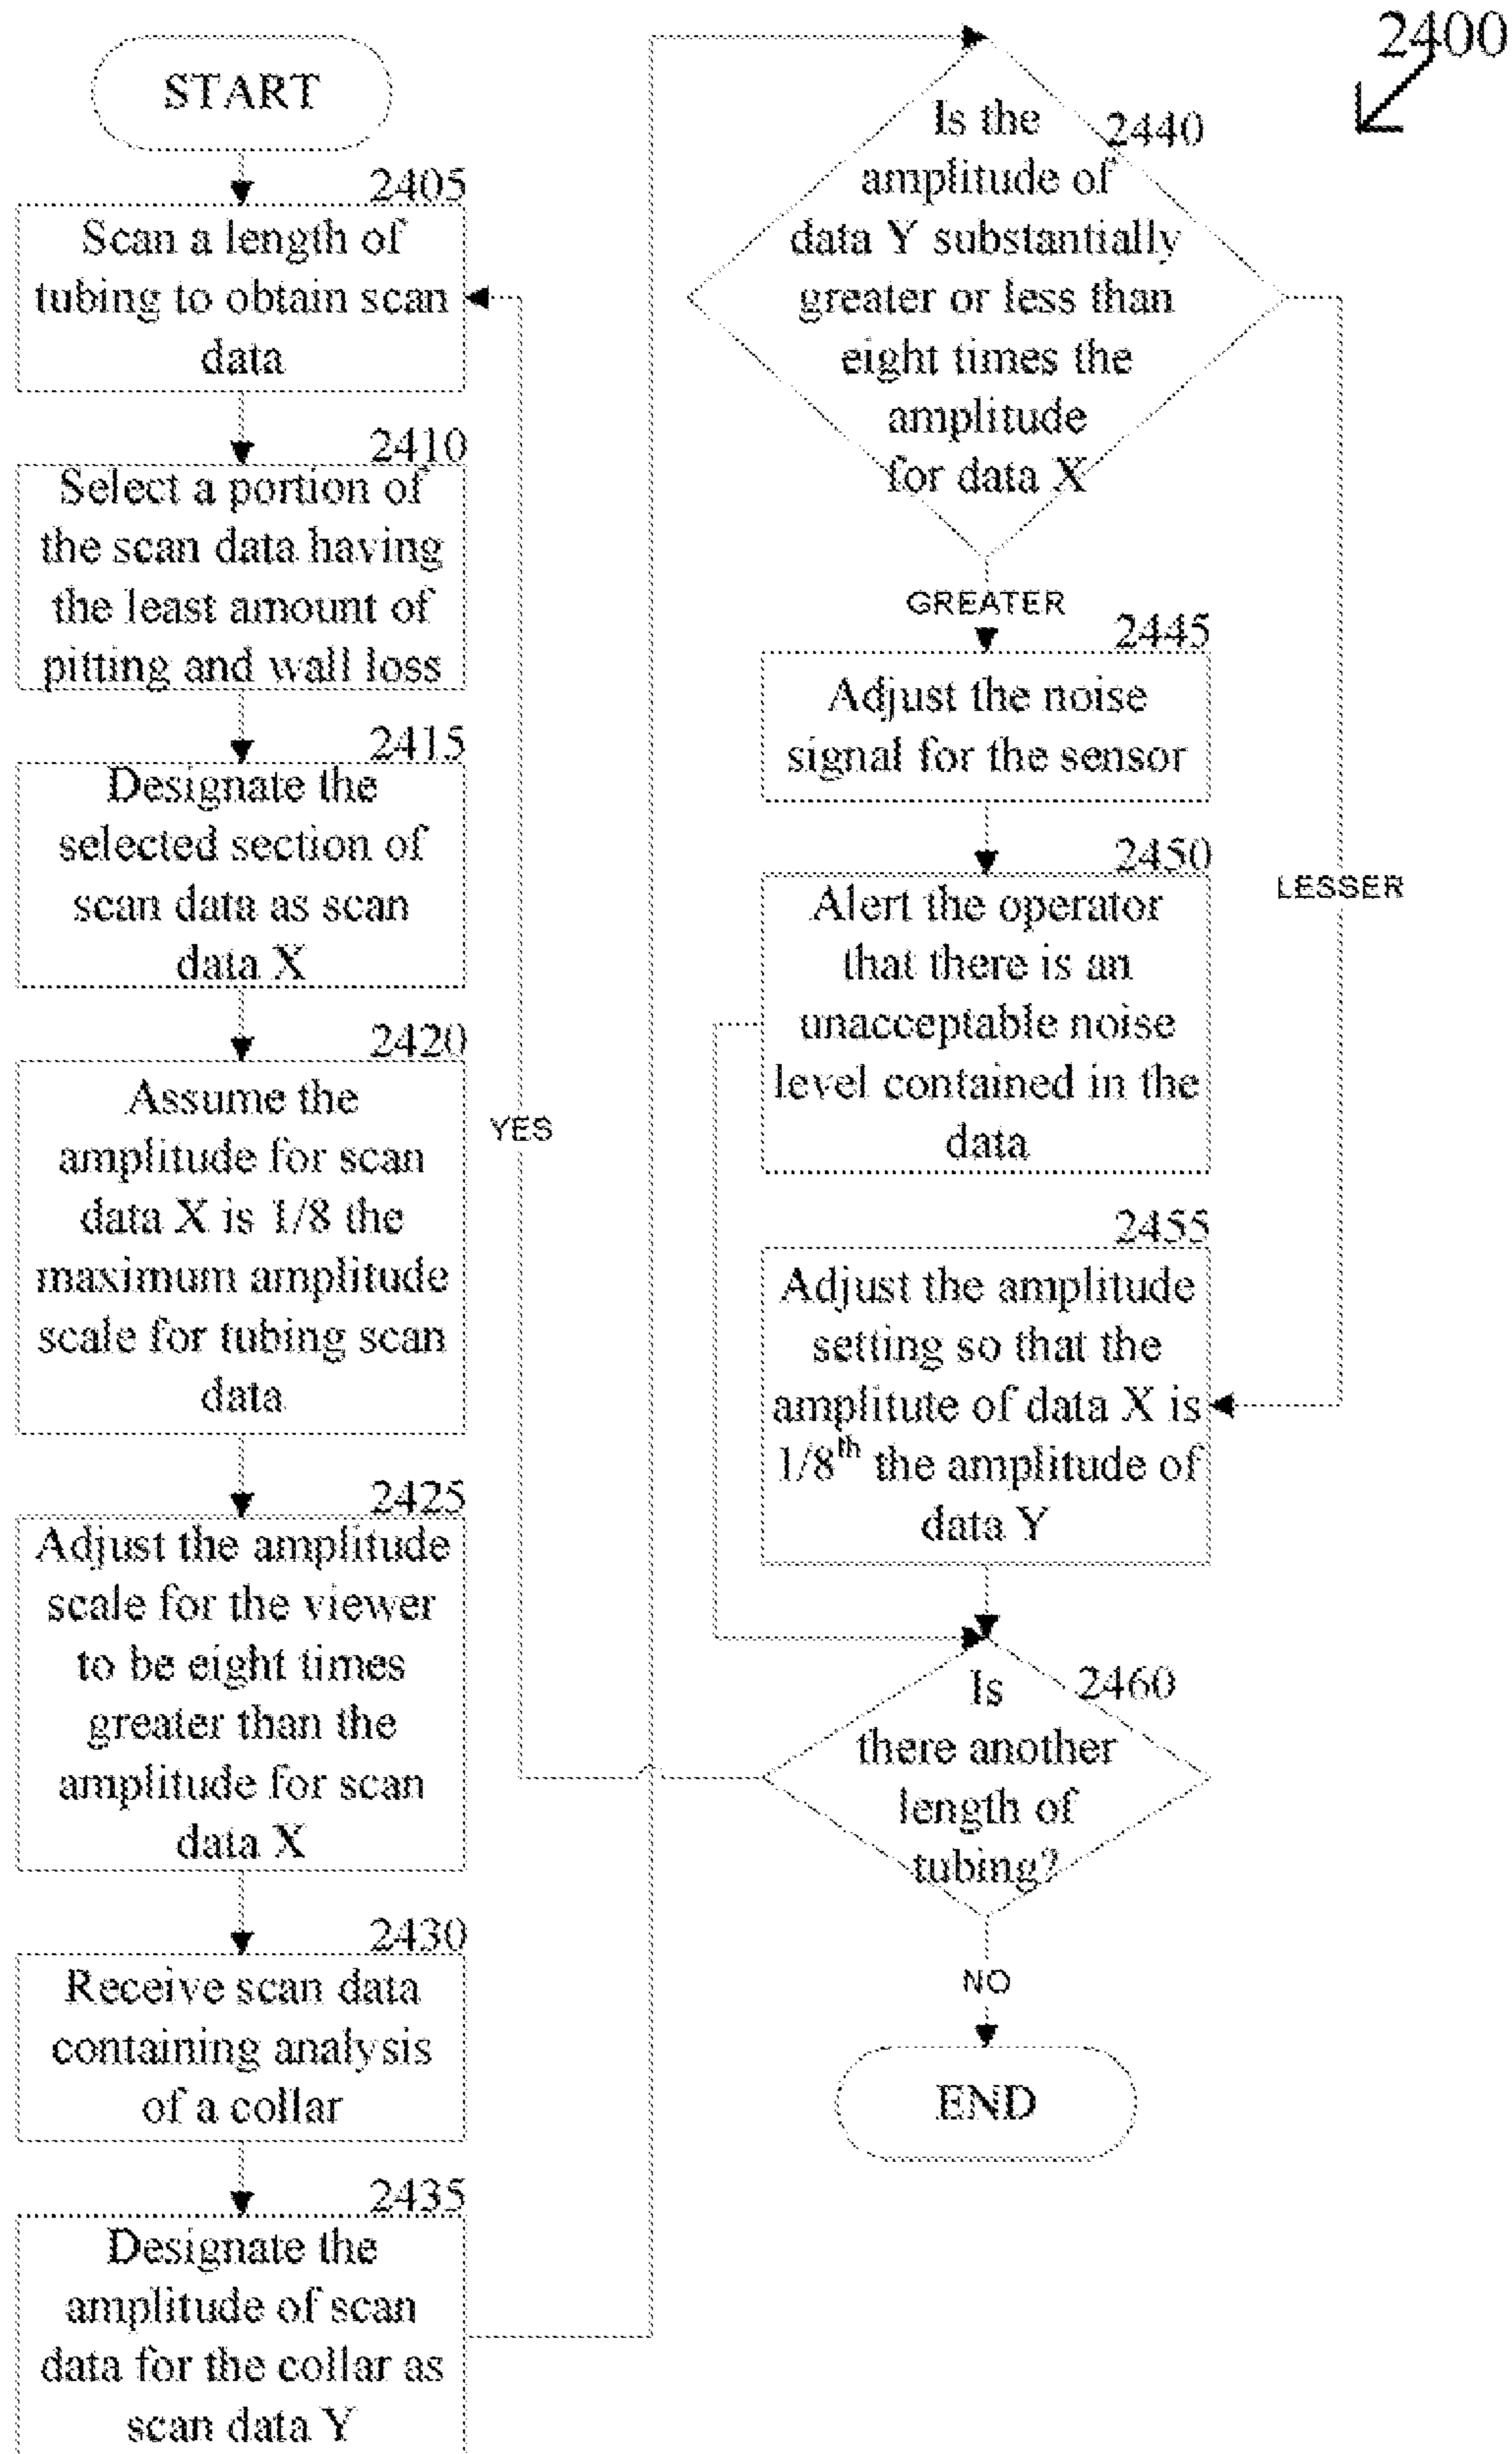 2400
START
2405
Scan a length of
tubing to obtain scan
data
2410
Select a portion of
the scan data having
the least amount of
pitting and wall loss
2415
Designate the
selected section of
scan data as scan
data X
2420
Assume the
amplitude for scan
data X is 1/8 the
maximum amplitude
scale for tubing scan
data
2425
Adjust the amplitude
scale for the viewer
to be eight times
greater than the
amplitude for scan
data X
2430
Receive scan data
containing analysis
of a collar
2435
Designate the
amplitude of scan
data for the collar as
scan data Y
2440
Is the
amplitude of
data Y substantially
greater or less than
eight times the
amplitude
for data X
GREATER
LESSER
2445
Adjust the noise
signal for the sensor
2450
Alert the operator
that there is an
unacceptable noise
level contained in the
data
2455
Adjust the amplitude
setting so that the
amplitute of data X is
1/8th the amplitude of
data Y
2460
Is
there another
length of
tubing?
YES
NO
END